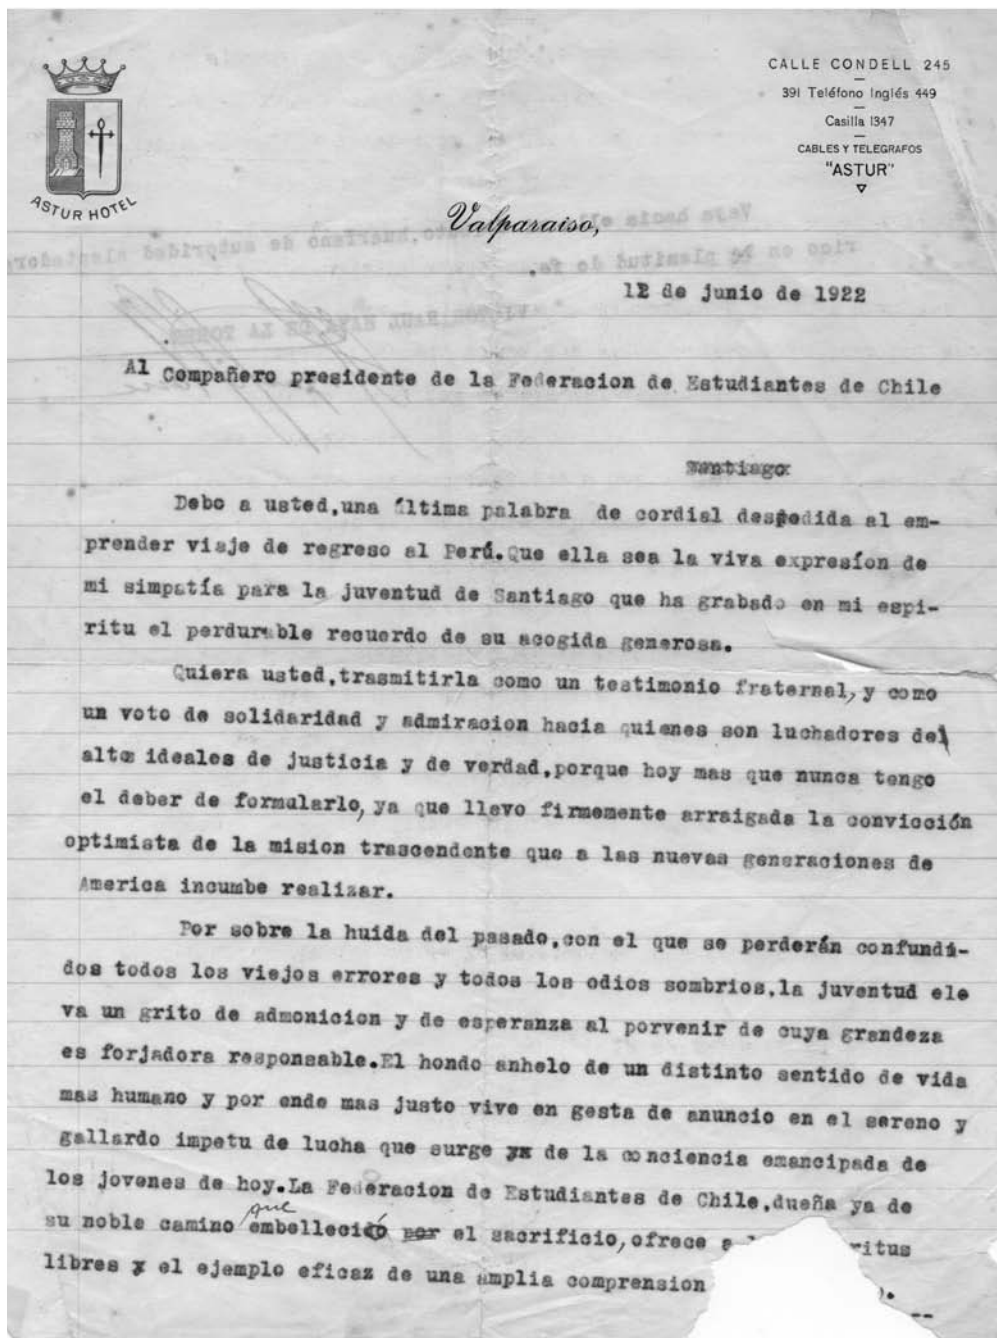 CALLE CONDELL 245
391 Teléfono Inglés 449
Casilla 1347
CABLES Y TELEGRAFOS
"ASTUR"
ASTUR HOTEL
Valparaiso,
12 de junio de 1922
Al Compañero presidente de la Federacion de Estudiantes de Chile
Santiago
Debo a usted,una última palabra de cordial despedida al em-
prender viaje de regreso al Perú.Que ella sea la viva expresíon de
mi simpatía para la juventud de Santiago que ha grabado en mi espi-
ritu el perdurable recuerdo de su acogida generosa.
Quiera usted,trasmitirla como un testimonio fraternal, y como
un voto de solidaridad y admiracion hacia quienes son luchadores de
altos ideales de justicia y de verdad,porque hoy mas que nunca tengo
el deber de formularlo, ya que llevo firmemente arraigada la convicción
optimista de la mision trascendente que a las nuevas generaciones de
America incumbe realizar.
Por sobre la huida del pasado,con el que se perderán confundi-
dos todos los viejos errores y todos los odios sombrios,la juventud ele
va un grito de admonicion y de esperanza al porvenir de cuya grandeza
es forjadora responsable.El hondo anhelo de un distinto sentido de vida
mas humano y por ende mas justo vive en gesta de anuncio en el sereno y
gallardo impetu de lucha que surge de la conciencia emancipada de
los jovenes de hoy.La Federacion de Estudiantes de Chile,dueña ya de
su noble camino que embelleció por el sacrificio, ofrece a
libres el ejemplo eficaz de una amplia comprension